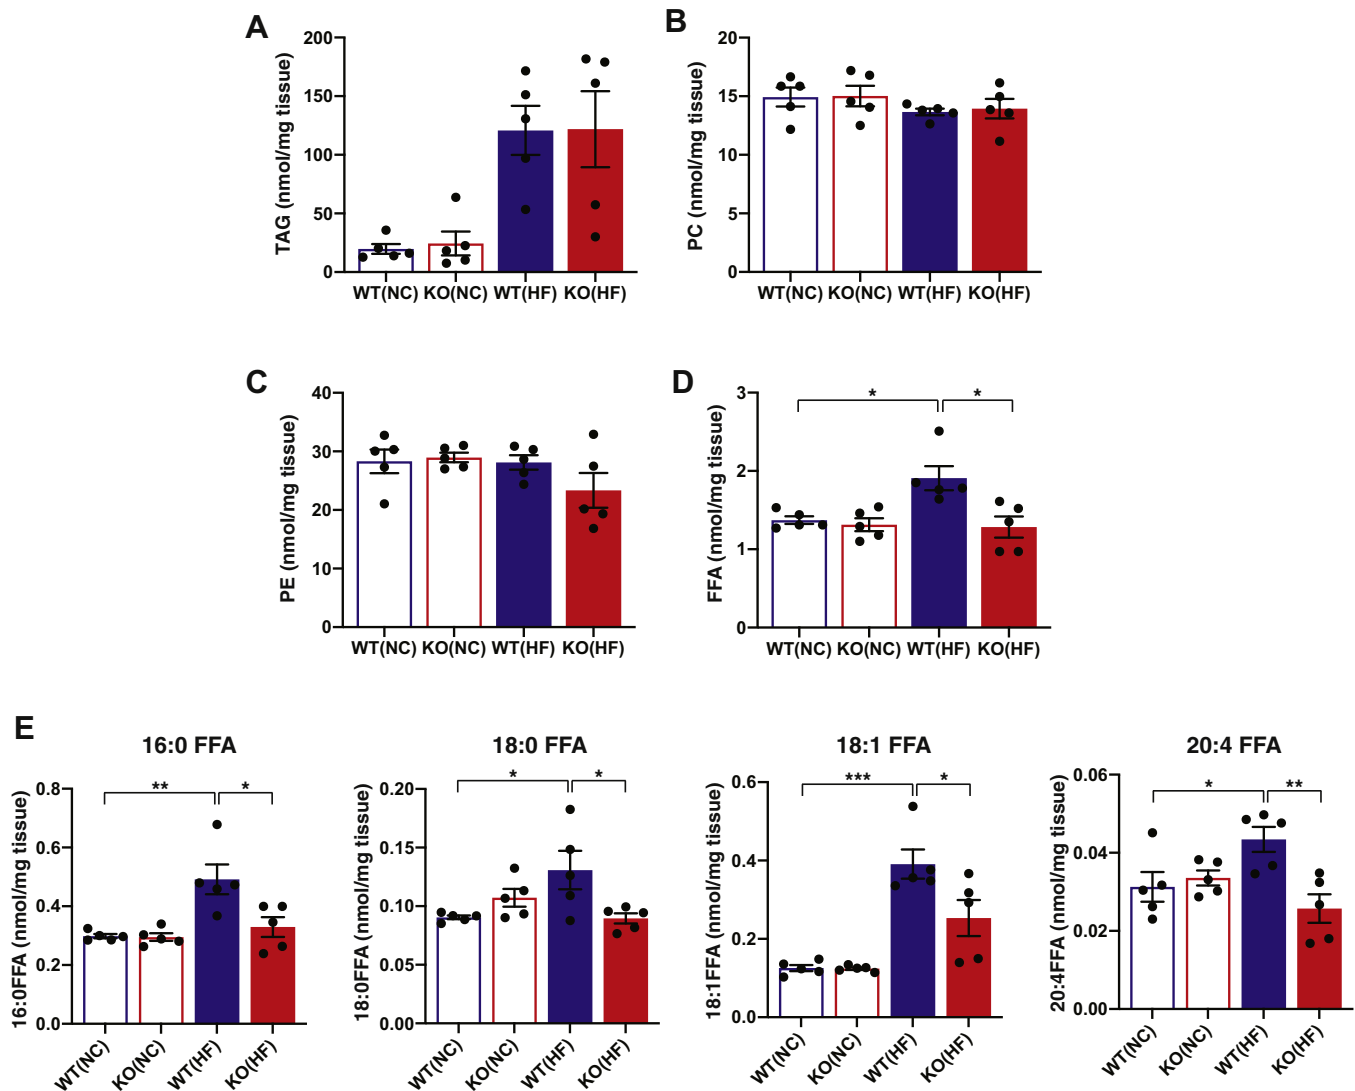 A
TAG (nmol/mg tissue)
200
150
100
50
0
WT(NC) KO(NC) WT(HF) KO(HF)
B
PC (nmol/mg tissue)
20
15
10
5
0
WT(NC) KO(NC) WT(HF) KO(HF)
C
PE (nmol/mg tissue)
40
30
20
10
0
WT(NC) KO(NC) WT(HF) KO(HF)
D
FFA (nmol/mg tissue)
3
2
1
0
* *
WT(NC) KO(NC) WT(HF) KO(HF)
E
16:0 FFA
16:0FFA (nmol/mg tissue)
0.8
0.6
0.4
0.2
0.0
** *
WT(NC) KO(NC) WT(HF) KO(HF)
18:0 FFA
18:0FFA (nmol/mg tissue)
0.20
0.15
0.10
0.05
0.00
* *
WT(NC) KO(NC) WT(HF) KO(HF)
18:1 FFA
18:1FFA (nmol/mg tissue)
0.6
0.4
0.2
0.0
*** *
WT(NC) KO(NC) WT(HF) KO(HF)
20:4 FFA
20:4FFA (nmol/mg tissue)
0.06
0.04
0.02
0.00
* **
WT(NC) KO(NC) WT(HF) KO(HF)